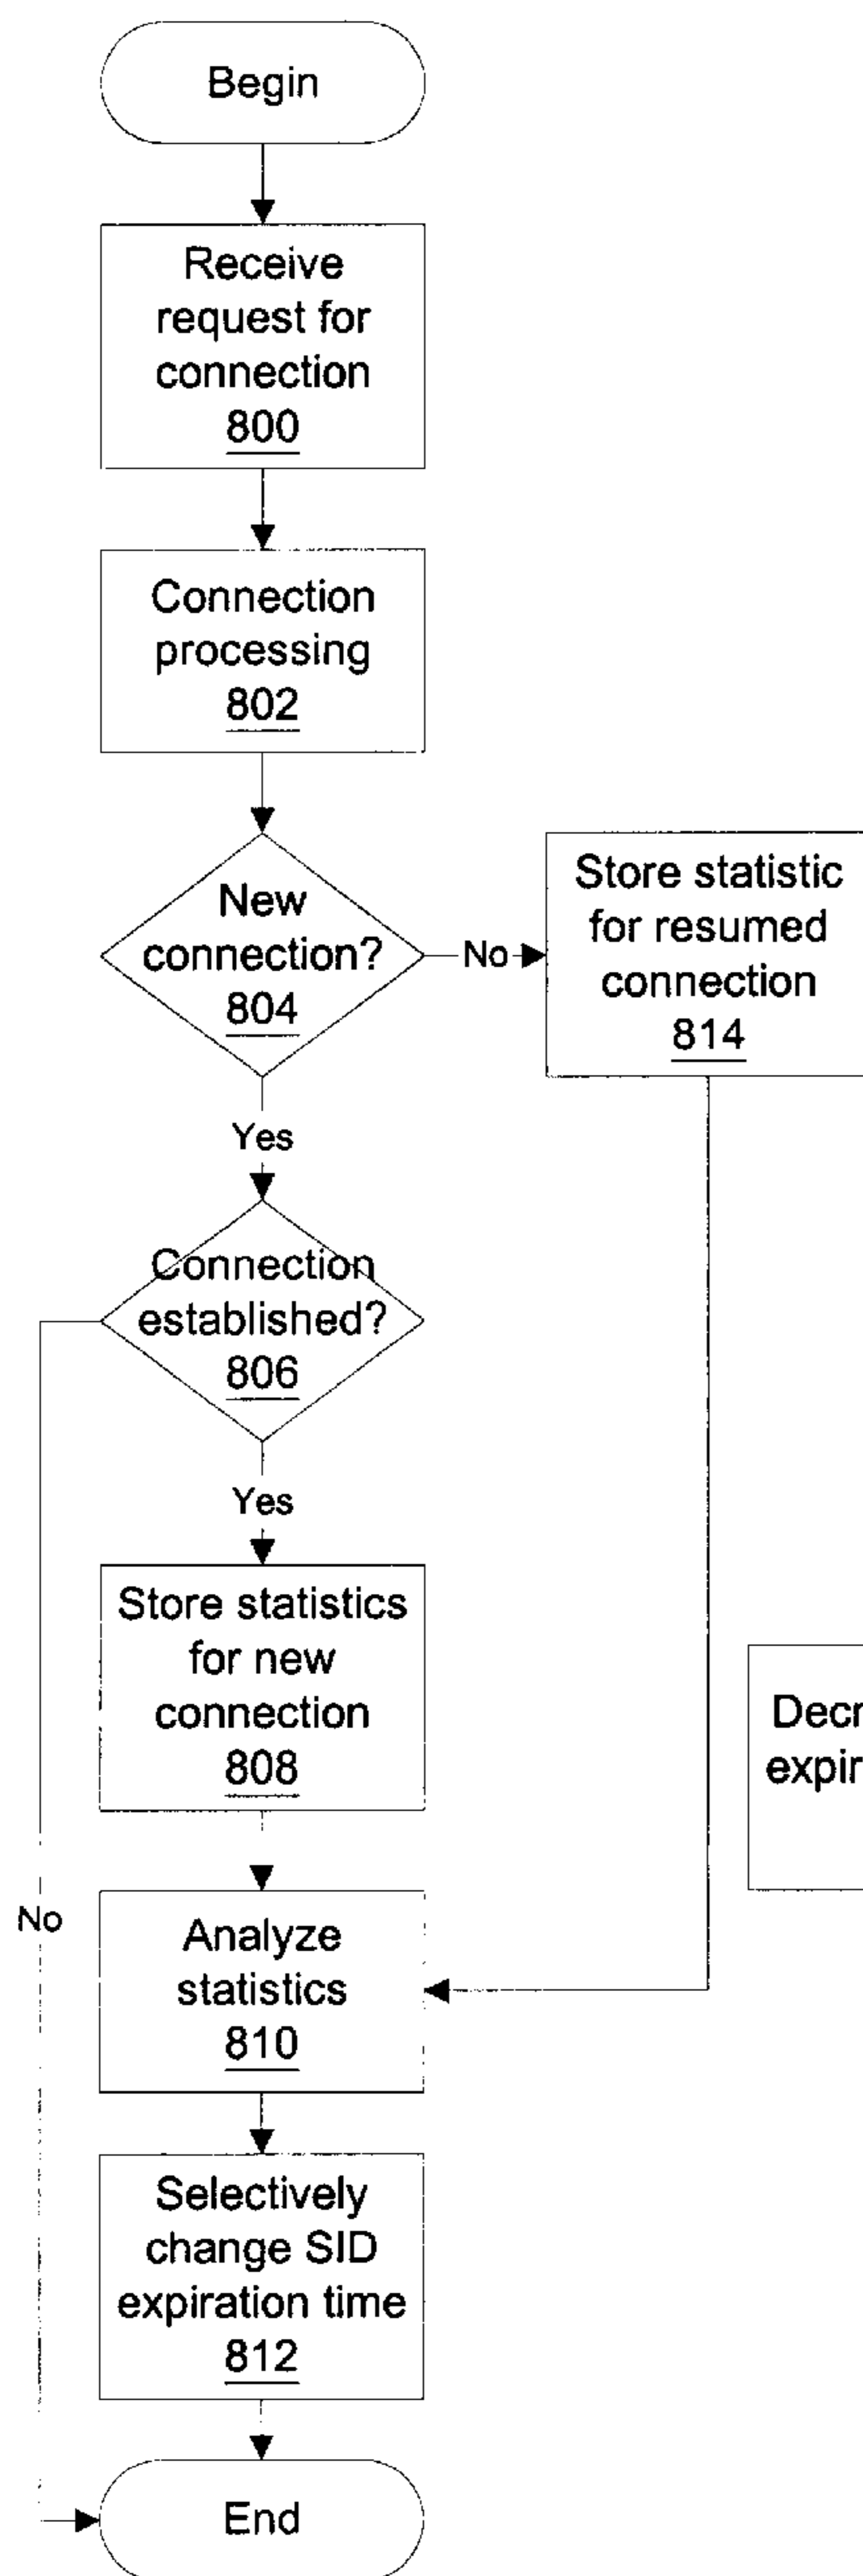 Begin
Receive
request for
connection
800
Connection
processing
802
New
connection?
804
No
Store statistic
for resumed
connection
814
Yes
Connection
established?
806
Yes
Store statistics
for new
connection
808
No
Analyze
statistics
810
Selectively
change SID
expiration time
812
End